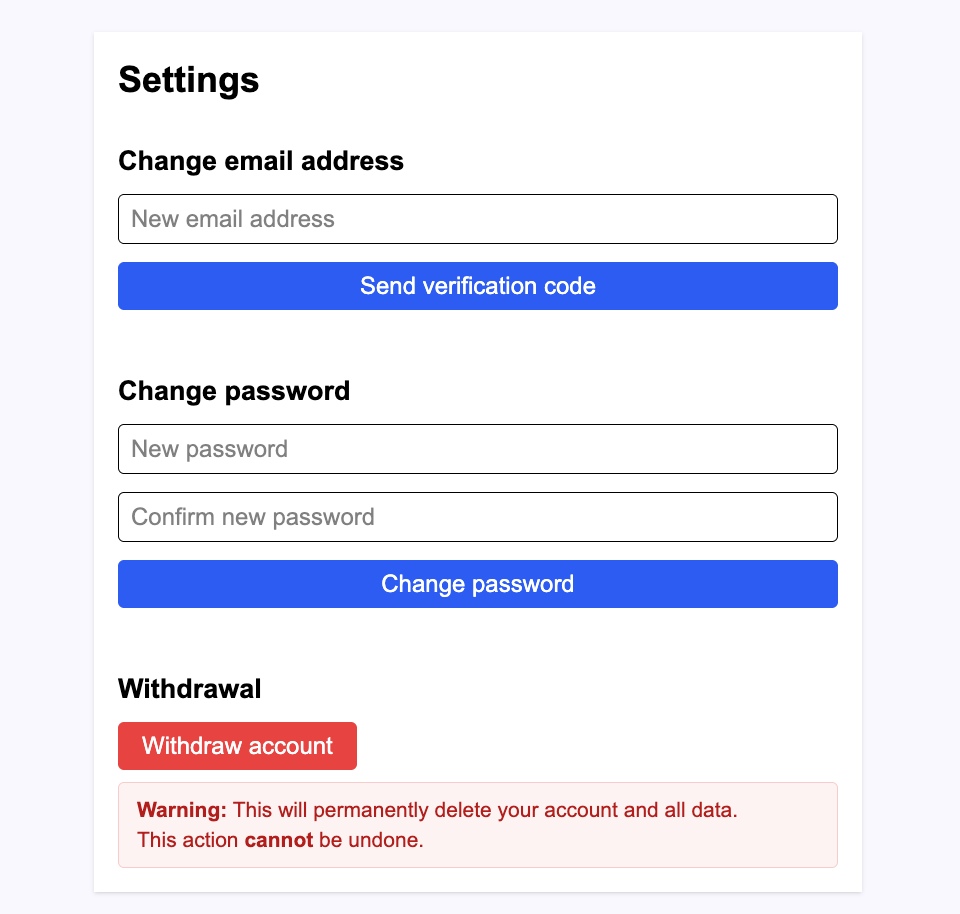 Settings
Change email address
New email address
Send verification code
Change password
New password
Confirm new password
Change password
Withdrawal
Withdraw account
Warning: This will permanently delete your account and all data.
This action cannot be undone.